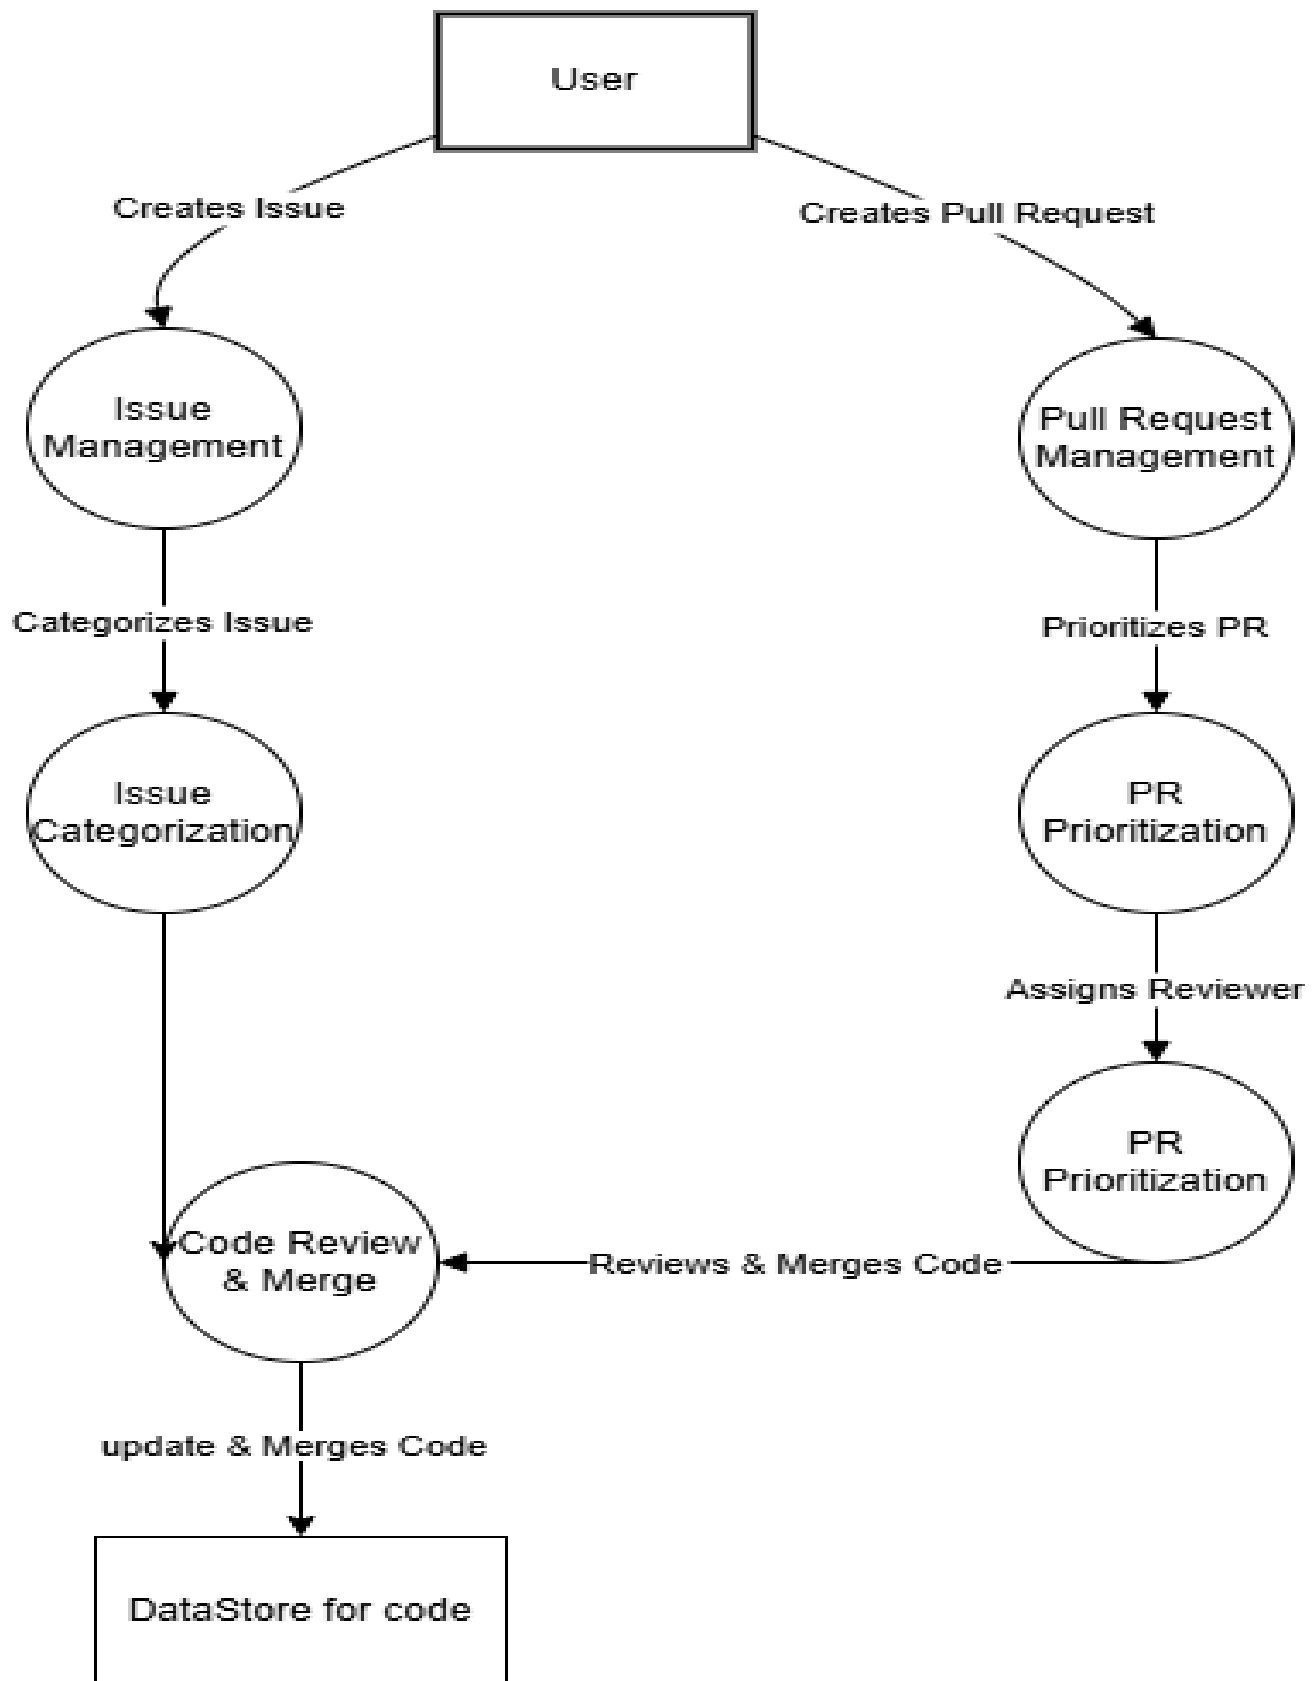 User
Creates Issue
Creates Pull Request
Issue
Management
Pull Request
Management
Categorizes Issue
Prioritizes PR
Issue
Categorization
PR
Prioritization
Assigns Reviewer
PR
Prioritization
Code Review
& Merge
Reviews & Merges Code
update & Merges Code
DataStore for code